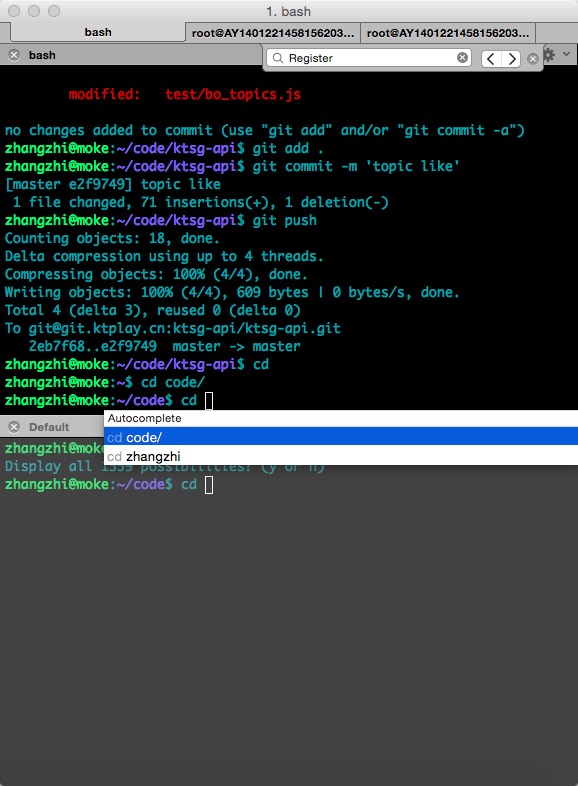 1. bash
bash
root@AY1401221458156203...
root@AY1401221458156203...
bash
Register
modified:   test/bo_topics.js
no changes added to commit (use "git add" and/or "git commit -a")
zhangzhi@moke:~/code/ktsg-api$ git add .
zhangzhi@moke:~/code/ktsg-api$ git commit -m 'topic like'
[master e2f9749] topic like
 1 file changed, 71 insertions(+), 1 deletion(-)
zhangzhi@moke:~/code/ktsg-api$ git push
Counting objects: 18, done.
Delta compression using up to 4 threads.
Compressing objects: 100% (4/4), done.
Writing objects: 100% (4/4), 609 bytes | 0 bytes/s, done.
Total 4 (delta 3), reused 0 (delta 0)
To git@git.ktplay.cn:ktsg-api/ktsg-api.git
   2eb7f68..e2f9749  master -> master
zhangzhi@moke:~/code/ktsg-api$ cd
zhangzhi@moke:~$ cd code/
zhangzhi@moke:~/code$ cd
Autocomplete
Default
cd code/
zhangzhi@mok
cd zhangzhi
Display all 1559 possibilities? (y or n)
zhangzhi@moke:~/code$ cd